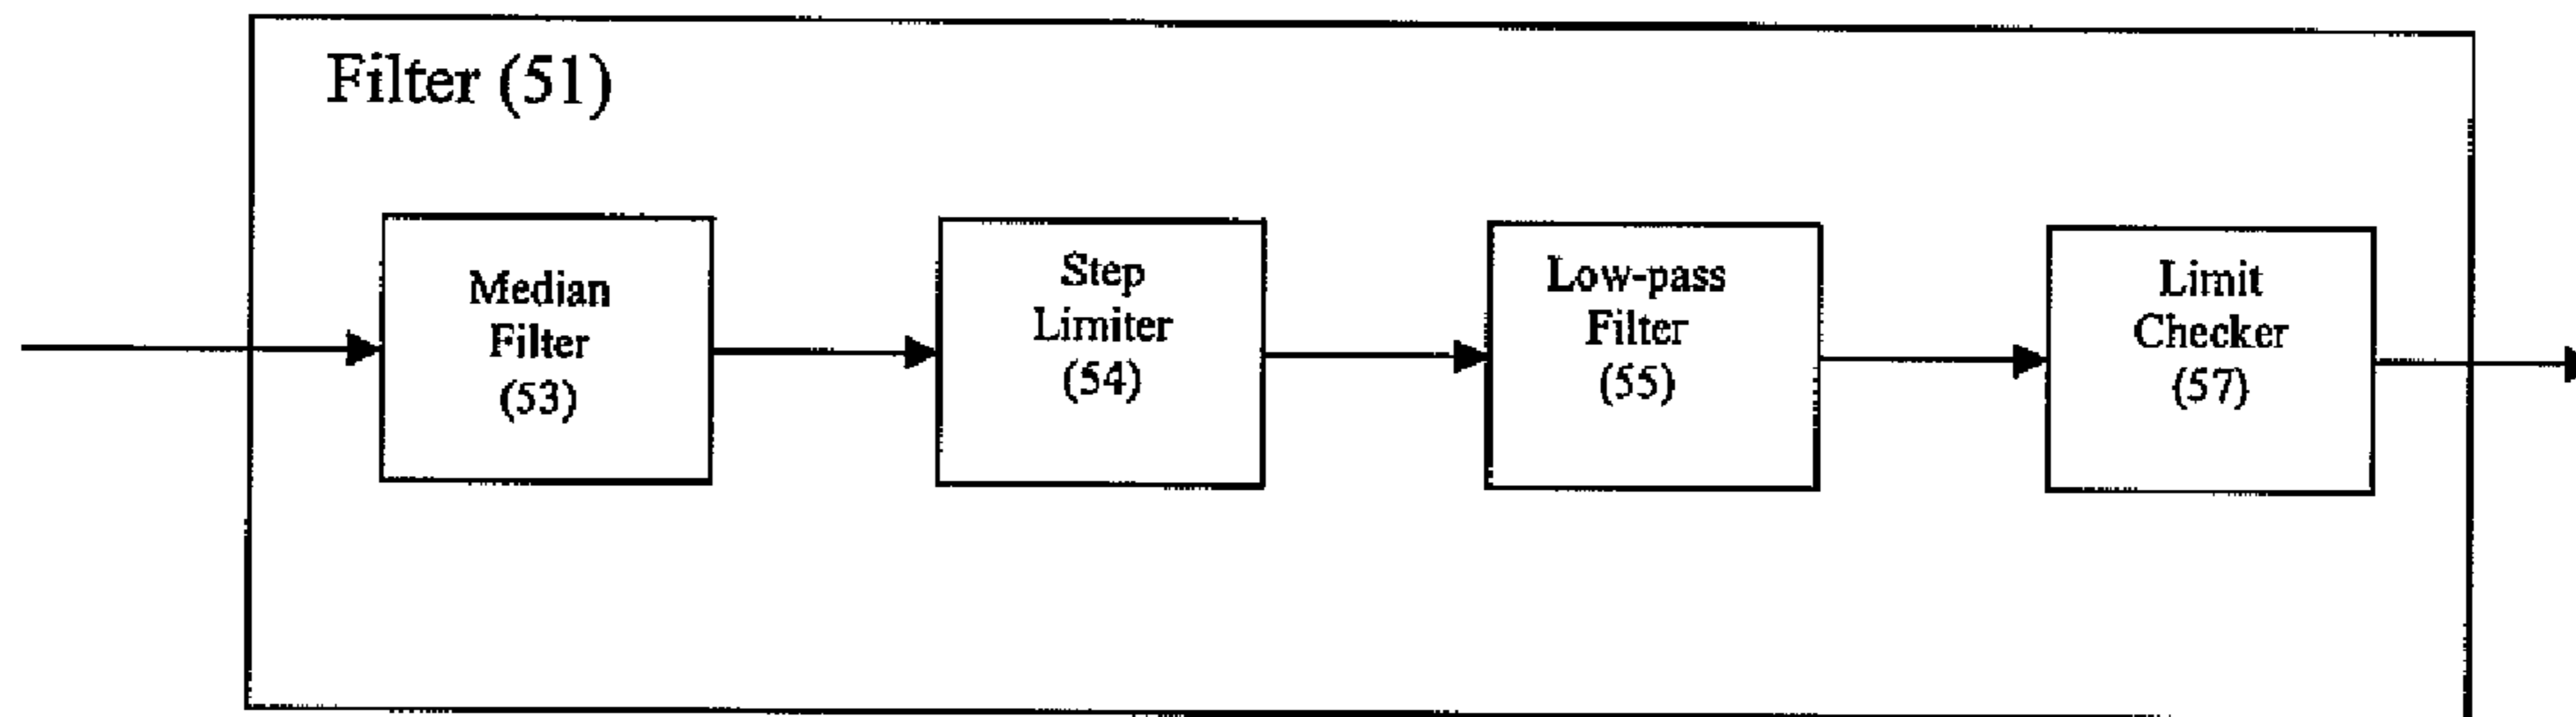 Filter (51)
Median
Filter
(53)
Step
Limiter
(54)
Low-pass
Filter
(55)
Limit
Checker
(57)